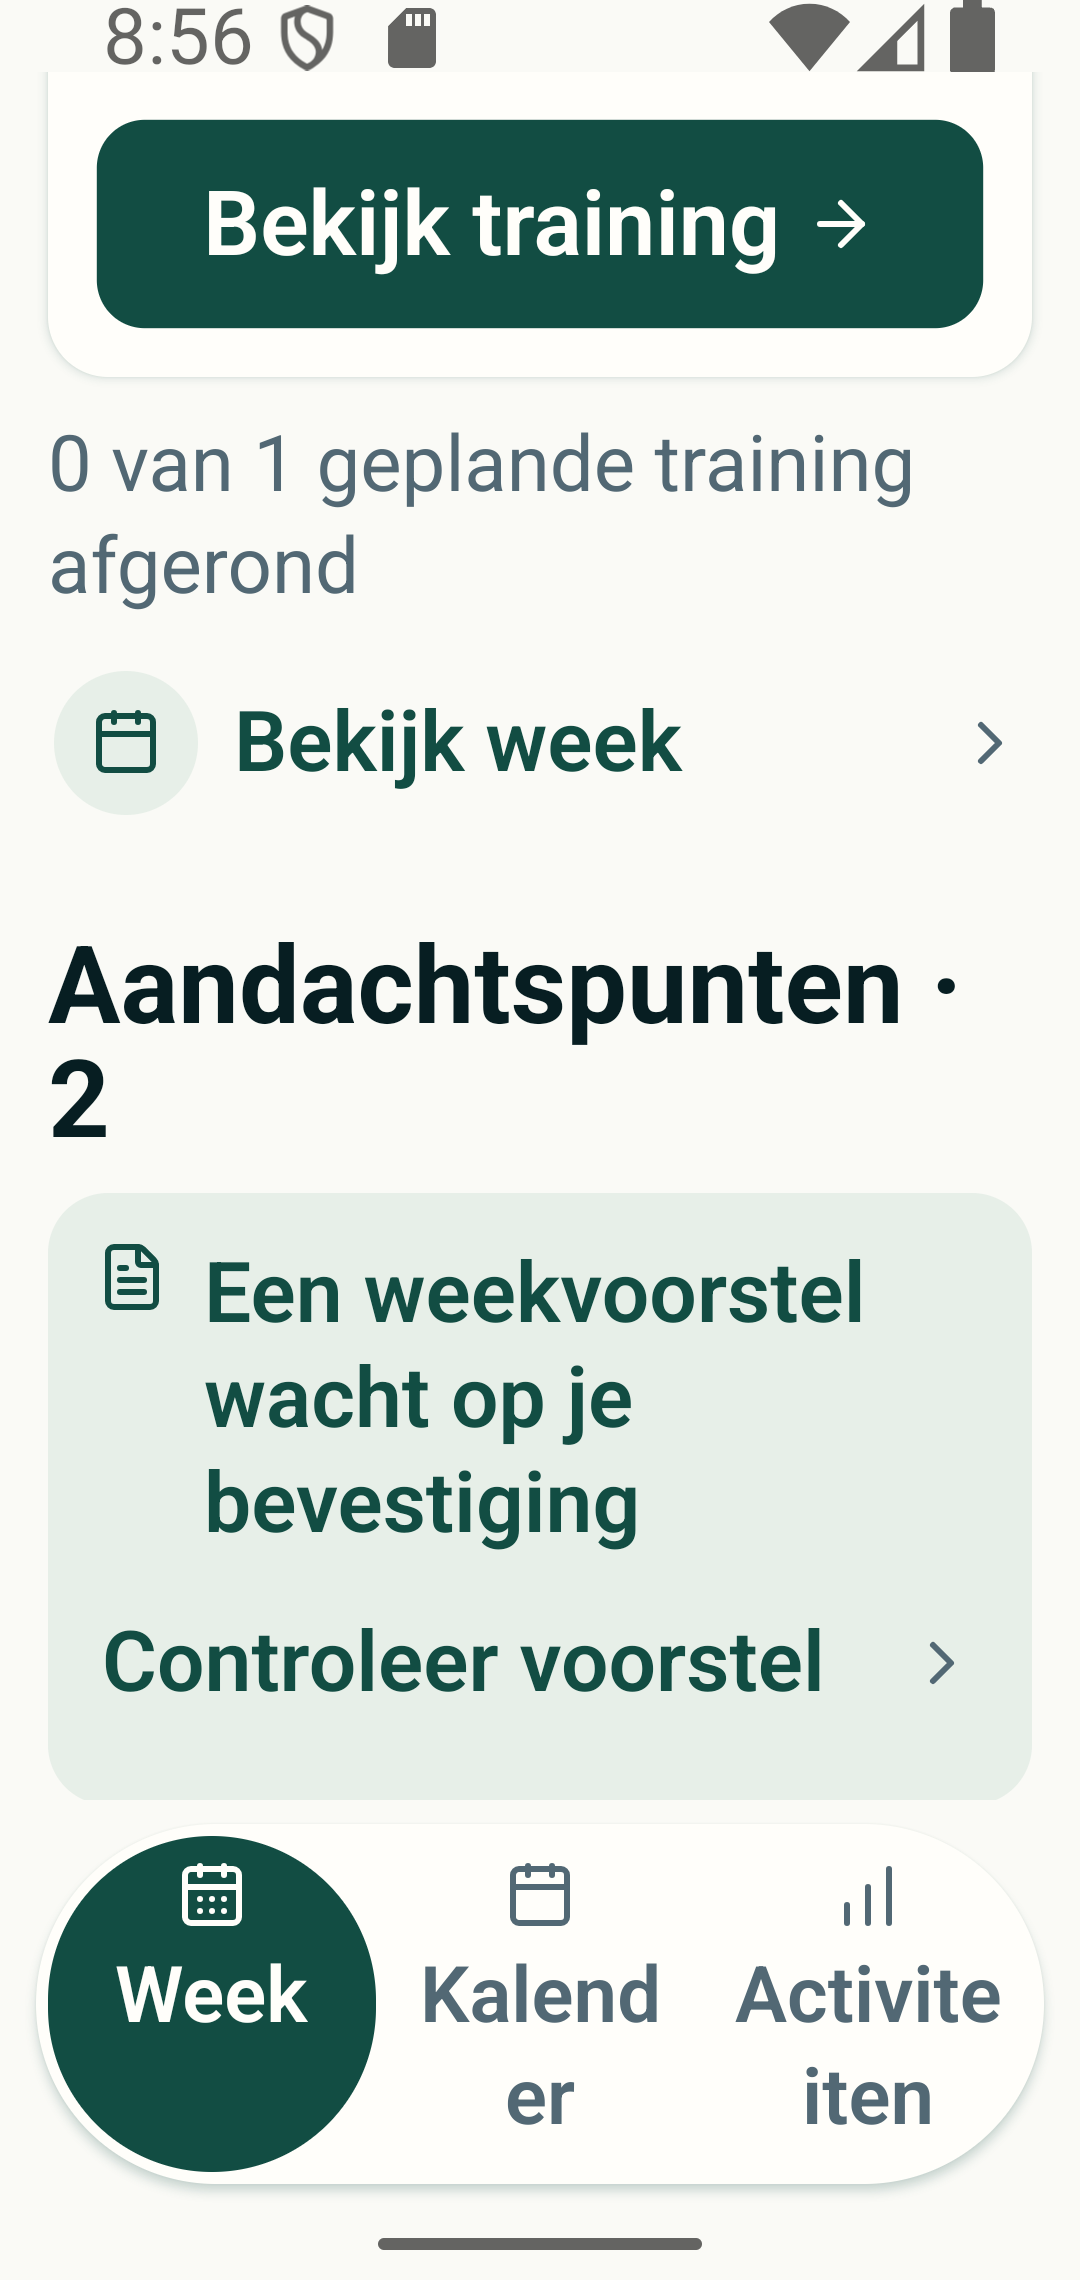 8:56
Bekijk training
0 van 1 geplande training
afgerond
Bekijk week
Aandachtspunten ·
2
Een weekvoorstel
wacht op je
bevestiging
Controleer voorstel
Week
Kalend
er
Activite
iten